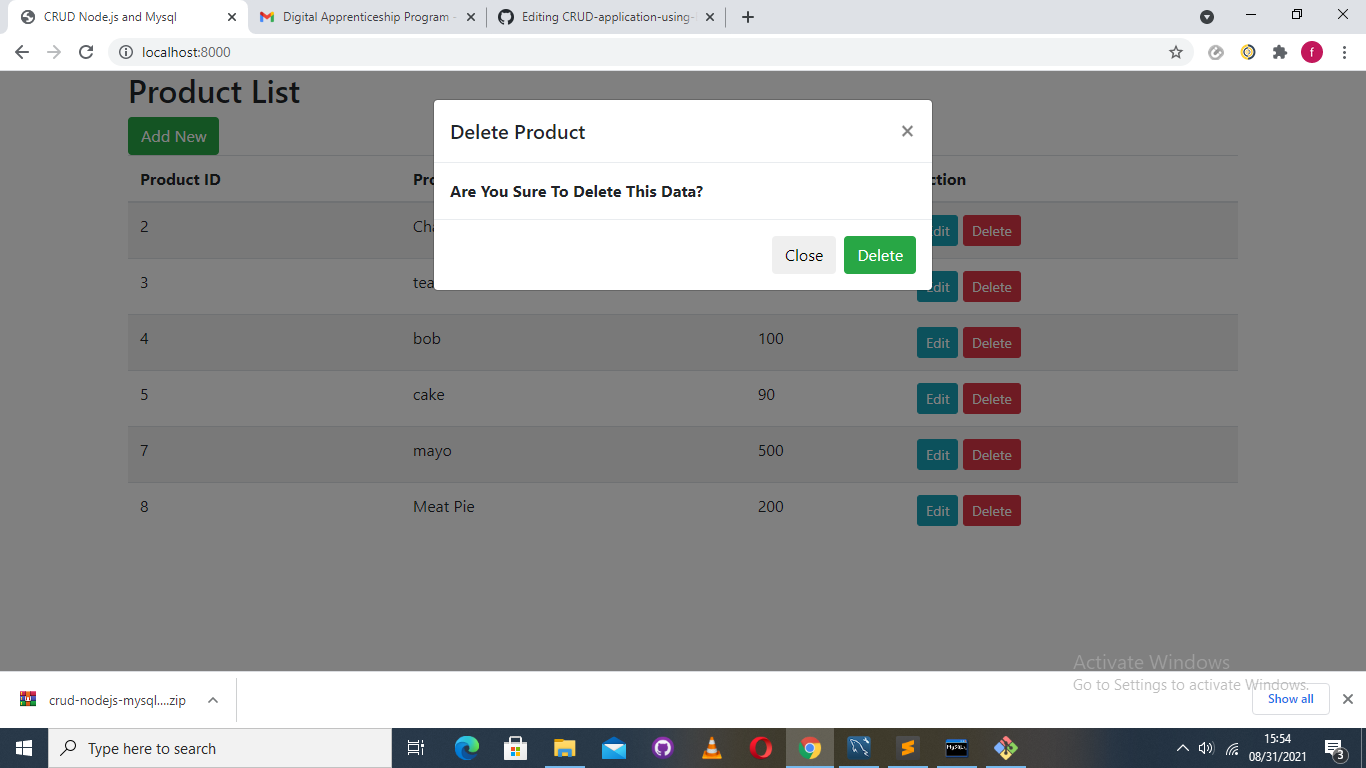 CRUD Node.js and Mysql
Digital Apprenticeship Program -
Editing CRUD-application-using-
localhost:8000
f
Product List
Add New
Delete Product
×
Are You Sure To Delete This Data?
Close Delete
Product ID Pro ction
2 Cha dit Delete
3 tea dit Delete
4 bob 100 Edit Delete
5 cake 90 Edit Delete
7 mayo 500 Edit Delete
8 Meat Pie 200 Edit Delete
Activate Windows
Go to Settings to activate Windows.
crud-nodejs-mysql....zip
Show all
Type here to search
MySQL
15:54
08/31/2021
3